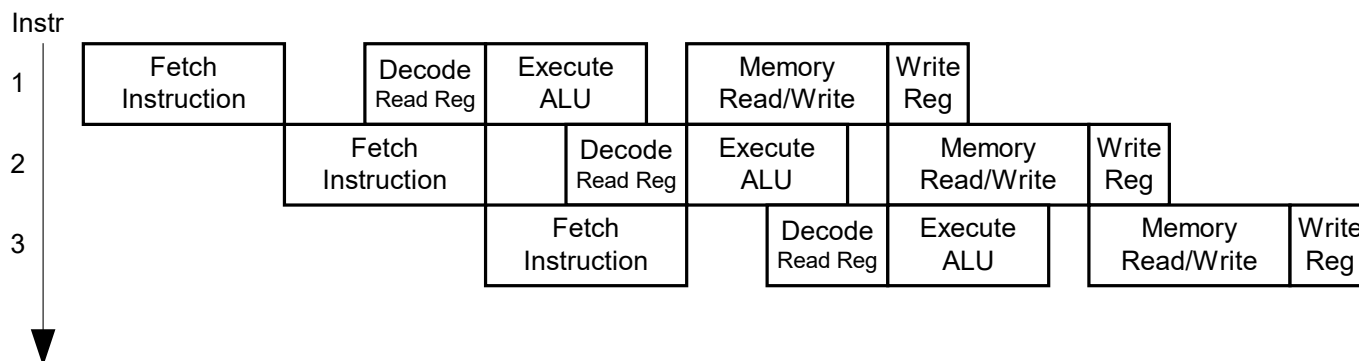 Instr
1
Fetch
Instruction
Decode
Read Reg
Execute
ALU
Memory
Read/Write
Write
Reg
2
Fetch
Instruction
Decode
Read Reg
Execute
ALU
Memory
Read/Write
Write
Reg
3
Fetch
Instruction
Decode
Read Reg
Execute
ALU
Memory
Read/Write
Write
Reg